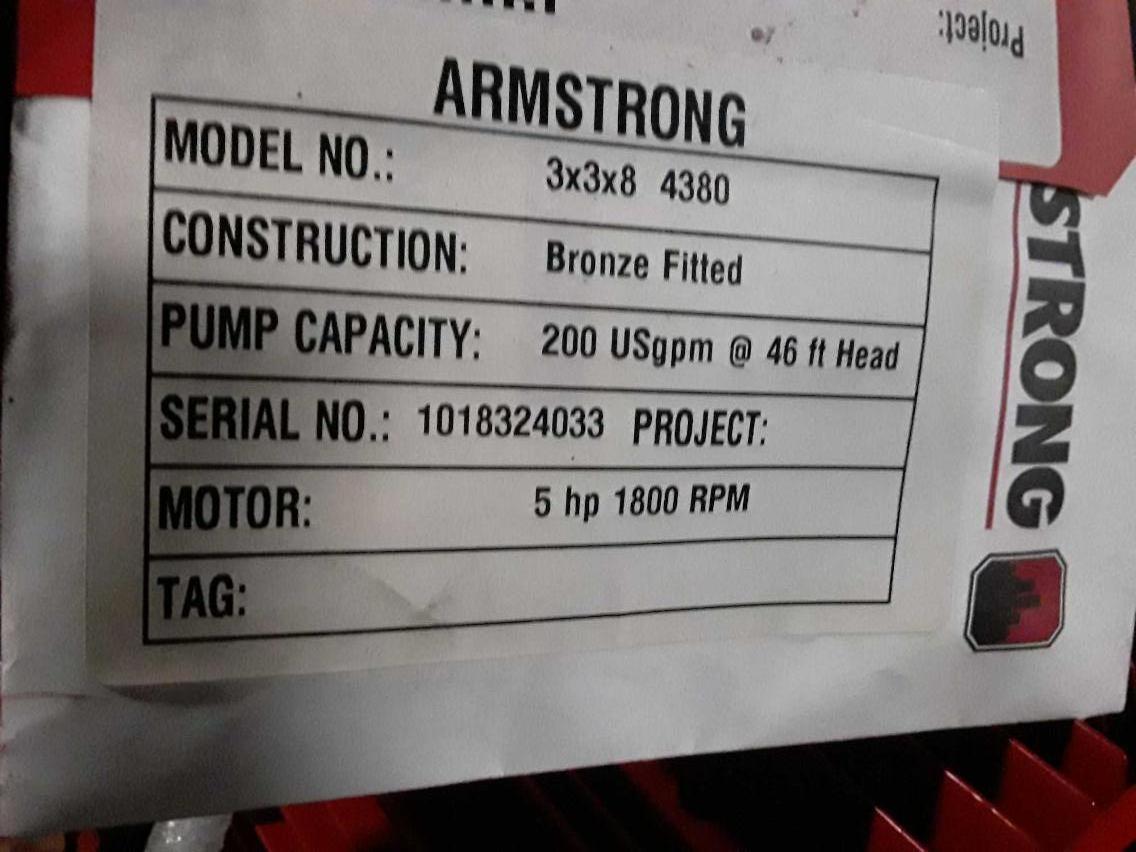 Project:
ARMSTRONG
MODEL NO.: 3x3x8 4380
CONSTRUCTION: Bronze Fitted
PUMP CAPACITY: 200 USgpm @ 46 ft Head
SERIAL NO.: 1018324033 PROJECT:
MOTOR: 5 hp 1800 RPM
TAG:
STRONG